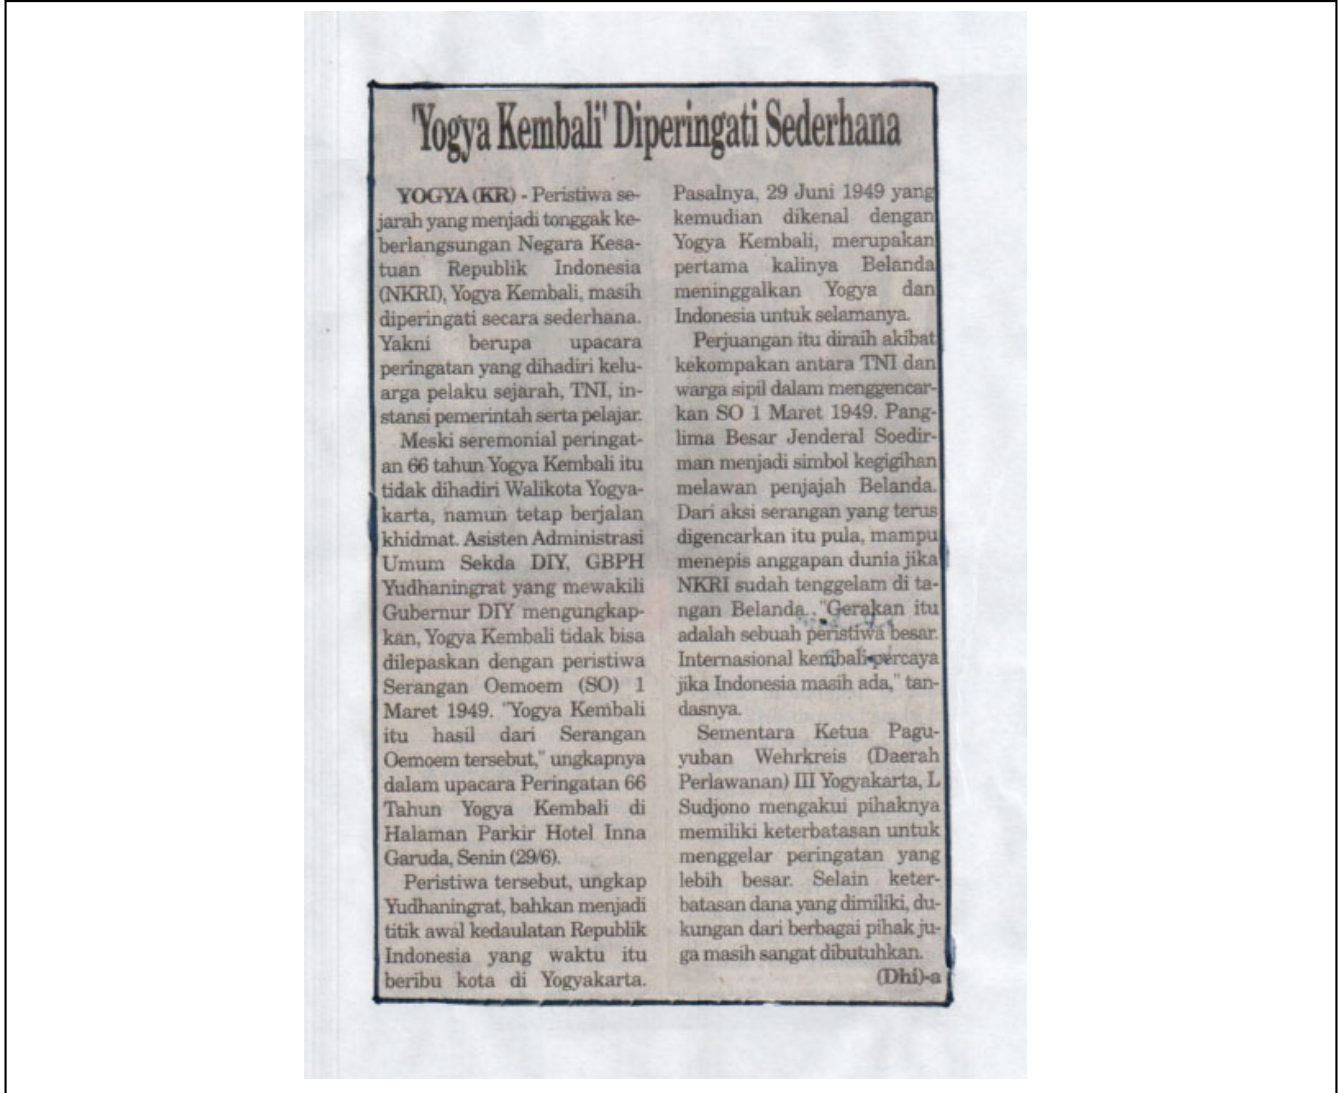 'Yogya Kembali' Diperingati Sederhana
YOGYA (KR) - Peristiwa se-
jarah yang menjadi tonggak ke-
berlangsungan Negara Kesa-
tuan Republik Indonesia
(NKRI), Yogya Kembali, masih
diperingati secara sederhana.
Yakni berupa upacara
peringatan yang dihadiri kelu-
arga pelaku sejarah, TNI, in-
stansi pemerintah serta pelajar.
Meski seremonial peringat-
an 66 tahun Yogya Kembali itu
tidak dihadiri Walikota Yogya-
karta, namun tetap berjalan
khidmat. Asisten Administrasi
Umum Sekda DIY, GBPH
Yudhaningrat yang mewakili
Gubernur DIY mengungkap-
kan, Yogya Kembali tidak bisa
dilepaskan dengan peristiwa
Serangan Oemoem (SO) 1
Maret 1949. "Yogya Kembali
itu hasil dari Serangan
Oemoem tersebut," ungkapnya
dalam upacara Peringatan 66
Tahun Yogya Kembali di
Halaman Parkir Hotel Inna
Garuda, Senin (29/6).
Peristiwa tersebut, ungkap
Yudhaningrat, bahkan menjadi
titik awal kedaulatan Republik
Indonesia yang waktu itu
beribu kota di Yogyakarta.
Pasalnya, 29 Juni 1949 yang
kemudian dikenal dengan
Yogya Kembali, merupakan
pertama kalinya Belanda
meninggalkan Yogya dan
Indonesia untuk selamanya.
Perjuangan itu diraih akibat
kekompakan antara TNI dan
warga sipil dalam menggencar-
kan SO 1 Maret 1949. Pang-
lima Besar Jenderal Soedir-
man menjadi simbol kegigihan
melawan penjajah Belanda.
Dari aksi serangan yang terus
digencarkan itu pula, mampu
menepis anggapan dunia jika
NKRI sudah tenggelam di ta-
ngan Belanda. "Gerakan itu
adalah sebuah peristiwa besar.
Internasional kembali percaya
jika Indonesia masih ada," tan-
dasnya.
Sementara Ketua Pagu-
yuban Wehrkreis (Daerah
Perlawanan) III Yogyakarta, L
Sudjono mengakui pihaknya
memiliki keterbatasan untuk
menggelar peringatan yang
lebih besar. Selain keter-
batasan dana yang dimiliki, du-
kungan dari berbagai pihak ju-
ga masih sangat dibutuhkan.
(Dhi)-a